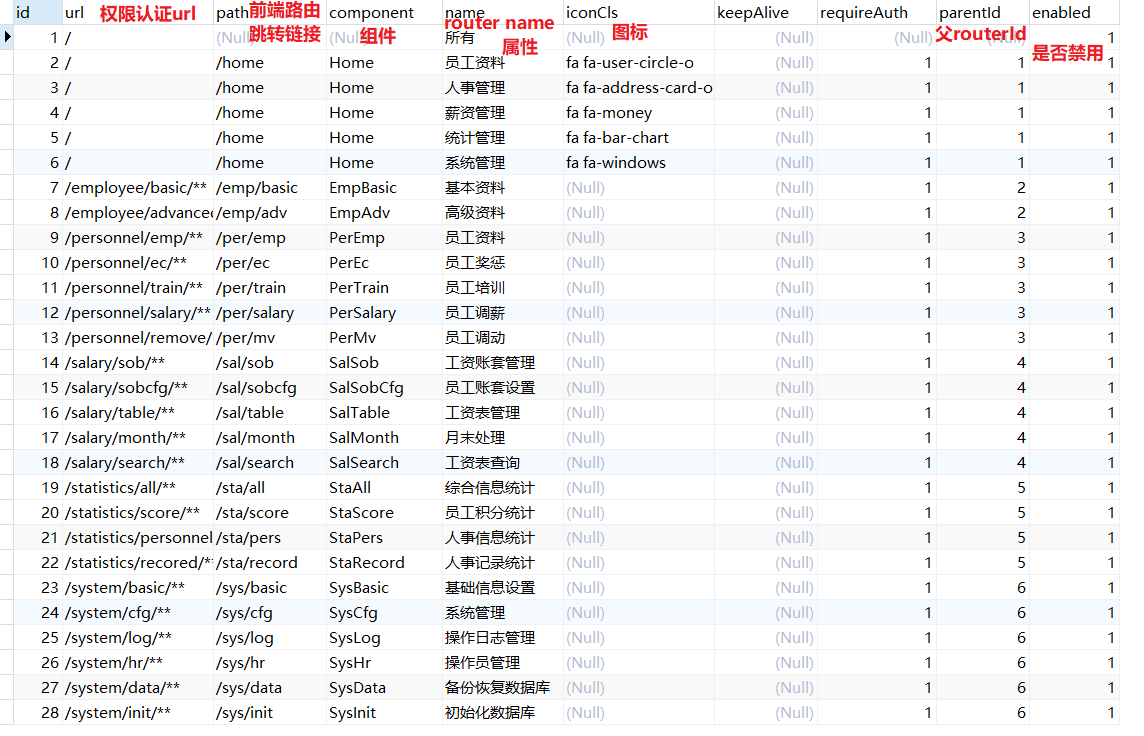 id url 权限认证url path 前端路由 component name iconCls keepAlive requireAuth parentId enabled
跳转链接 组件 router name 属性 图标 父routerId 是否禁用
1 / (Null) (Null) 所有 (Null) (Null) (Null) (Null) 1
2 / /home Home 员工资料 fa fa-user-circle-o (Null) 1 1 1
3 / /home Home 人事管理 fa fa-address-card-o (Null) 1 1 1
4 / /home Home 薪资管理 fa fa-money (Null) 1 1 1
5 / /home Home 统计管理 fa fa-bar-chart (Null) 1 1 1
6 / /home Home 系统管理 fa fa-windows (Null) 1 1 1
7 /employee/basic/** /emp/basic EmpBasic 基本资料 (Null) (Null) 1 2 1
8 /employee/advanced /emp/adv EmpAdv 高级资料 (Null) (Null) 1 2 1
9 /personnel/emp/** /per/emp PerEmp 员工资料 (Null) (Null) 1 3 1
10 /personnel/ec/** /per/ec PerEc 员工奖惩 (Null) (Null) 1 3 1
11 /personnel/train/** /per/train PerTrain 员工培训 (Null) (Null) 1 3 1
12 /personnel/salary/** /per/salary PerSalary 员工调薪 (Null) (Null) 1 3 1
13 /personnel/remove/ /per/mv PerMv 员工调动 (Null) (Null) 1 3 1
14 /salary/sob/** /sal/sob SalSob 工资账套管理 (Null) (Null) 1 4 1
15 /salary/sobcfg/** /sal/sobcfg SalSobCfg 员工账套设置 (Null) (Null) 1 4 1
16 /salary/table/** /sal/table SalTable 工资表管理 (Null) (Null) 1 4 1
17 /salary/month/** /sal/month SalMonth 月末处理 (Null) (Null) 1 4 1
18 /salary/search/** /sal/search SalSearch 工资表查询 (Null) (Null) 1 4 1
19 /statistics/all/** /sta/all StaAll 综合信息统计 (Null) (Null) 1 5 1
20 /statistics/score/** /sta/score StaScore 员工积分统计 (Null) (Null) 1 5 1
21 /statistics/personnel /sta/pers StaPers 人事信息统计 (Null) (Null) 1 5 1
22 /statistics/recored/* /sta/record StaRecord 人事记录统计 (Null) (Null) 1 5 1
23 /system/basic/** /sys/basic SysBasic 基础信息设置 (Null) (Null) 1 6 1
24 /system/cfg/** /sys/cfg SysCfg 系统管理 (Null) (Null) 1 6 1
25 /system/log/** /sys/log SysLog 操作日志管理 (Null) (Null) 1 6 1
26 /system/hr/** /sys/hr SysHr 操作员管理 (Null) (Null) 1 6 1
27 /system/data/** /sys/data SysData 备份恢复数据库 (Null) (Null) 1 6 1
28 /system/init/** /sys/init SysInit 初始化数据库 (Null) (Null) 1 6 1